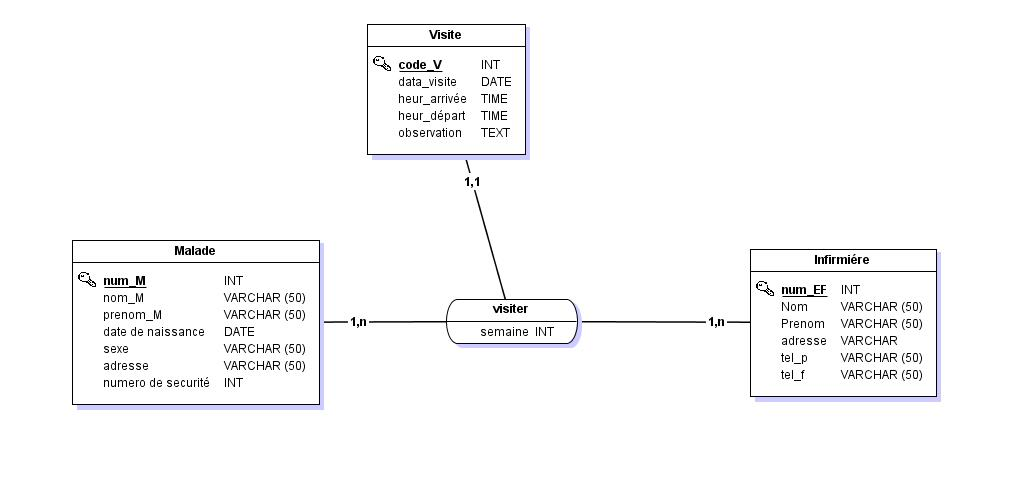 Visite
code_V INT
data_visite DATE
heur_arrivée TIME
heur_départ TIME
observation TEXT
1,1
Malade
num_M INT
nom_M VARCHAR (50)
prenom_M VARCHAR (50)
date de naissance DATE
sexe VARCHAR (50)
adresse VARCHAR (50)
numero de securité INT
1,n
visiter
semaine INT
1,n
Infirmiére
num_EF INT
Nom VARCHAR (50)
Prenom VARCHAR (50)
adresse VARCHAR
tel_p VARCHAR (50)
tel_f VARCHAR (50)